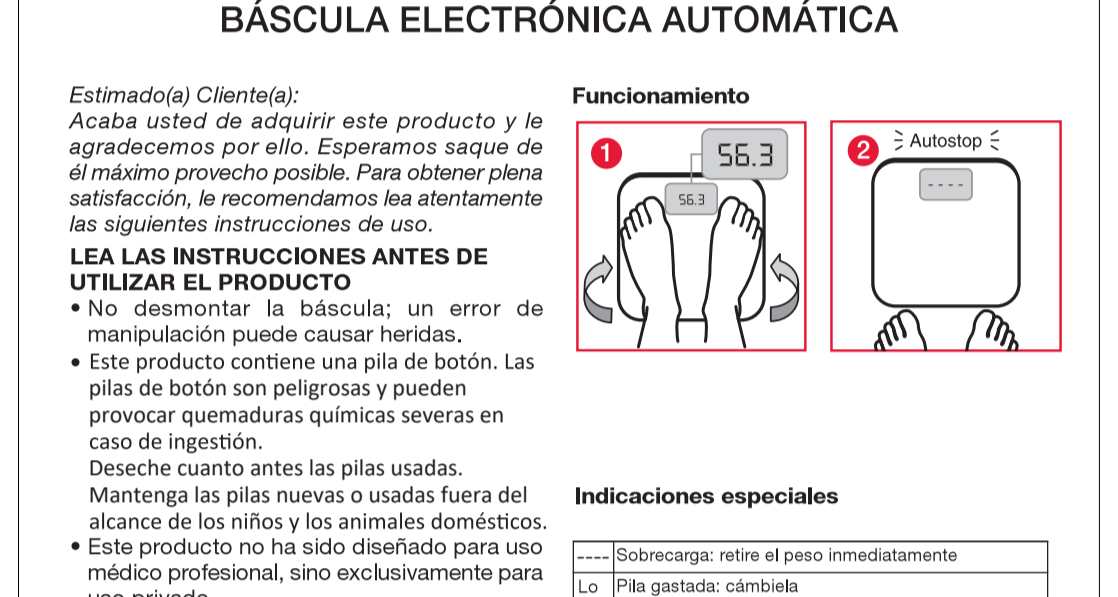 BÁSCULA ELECTRÓNICA AUTOMÁTICA
Estimado(a) Cliente(a):
Acaba usted de adquirir este producto y le
agradecemos por ello. Esperamos saque de
él máximo provecho posible. Para obtener plena
satisfacción, le recomendamos lea atentamente
las siguientes instrucciones de uso.
LEA LAS INSTRUCCIONES ANTES DE
UTILIZAR EL PRODUCTO
• No desmontar la báscula; un error de
manipulación puede causar heridas.
• Este producto contiene una pila de botón. Las
pilas de botón son peligrosas y pueden
provocar quemaduras químicas severas en
caso de ingestión.
Deseche cuanto antes las pilas usadas.
Mantenga las pilas nuevas o usadas fuera del
alcance de los niños y los animales domésticos.
• Este producto no ha sido diseñado para uso
médico profesional, sino exclusivamente para
uso privado
Funcionamiento
1
56.3
56.3
2
Autostop
----
Indicaciones especiales
---- Sobrecarga: retire el peso inmediatamente
Lo Pila gastada: cámbiela